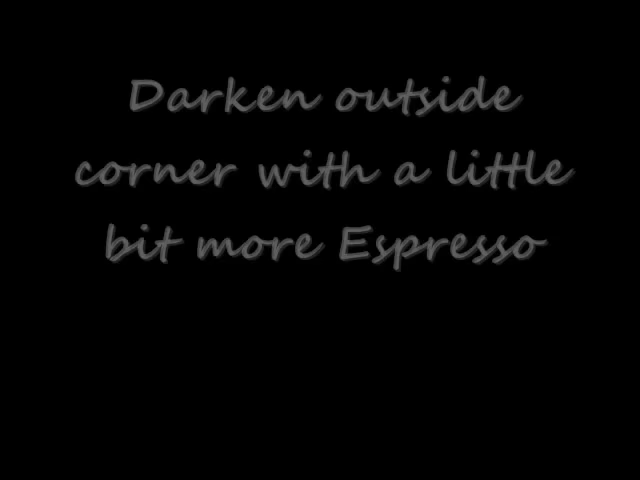 Darken outside
corner with a little
bit more Espresso